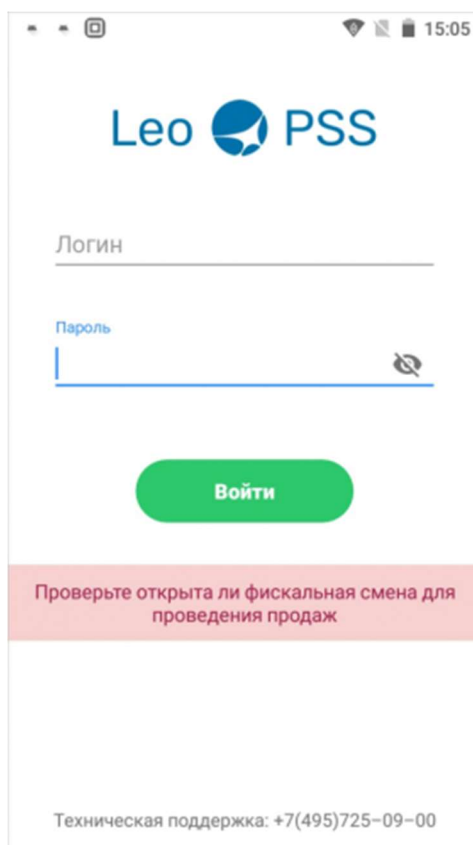 15:05
Leo PSS
Логин
Пароль
Войти
Проверьте открыта ли фискальная смена для
проведения продаж
Техническая поддержка: +7(495)725-09-00